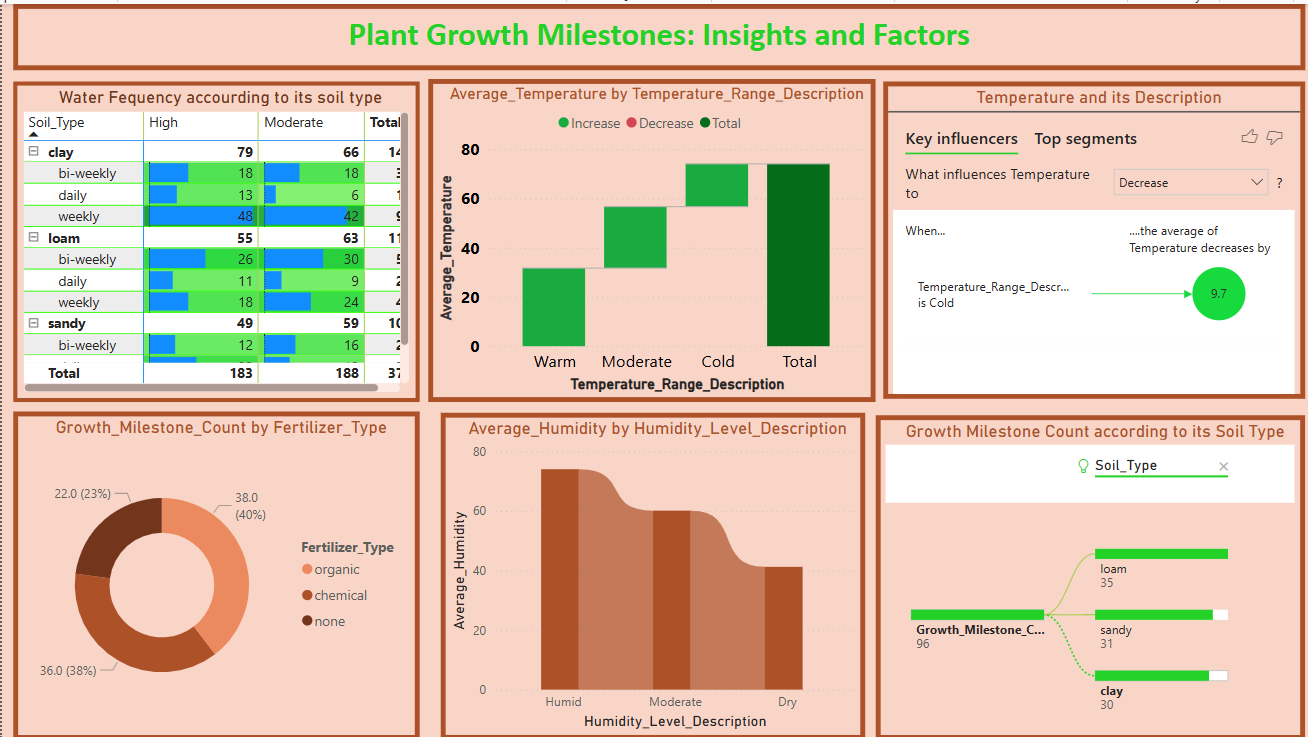 Plant Growth Milestones: Insights and Factors
Water Fequency accourding to its soil type
Soil_Type High Moderate Total
clay 79 66
bi-weekly 18 18
daily 13 6
weekly 48 42
loam 55 63
bi-weekly 26 30
daily 11 9
weekly 18 24
sandy 49 59
bi-weekly 12 16
Total 183 188
Average_Temperature by Temperature_Range_Description
Increase Decrease Total
Average_Temperature
80
60
40
20
0
Warm Moderate Cold Total
Temperature_Range_Description
Temperature and its Description
Key influencers Top segments
What influences Temperature
to
Decrease
?
When...
....the average of
Temperature decreases by
Temperature_Range_Descr...
is Cold
9.7
Growth_Milestone_Count by Fertilizer_Type
22.0 (23%)
38.0
(40%)
36.0 (38%)
Fertilizer_Type
organic
chemical
none
Average_Humidity by Humidity_Level_Description
Average_Humidity
80
60
40
20
0
Humid Moderate Dry
Humidity_Level_Description
Growth Milestone Count according to its Soil Type
Soil_Type
Growth_Milestone_C...
96
loam
35
sandy
31
clay
30